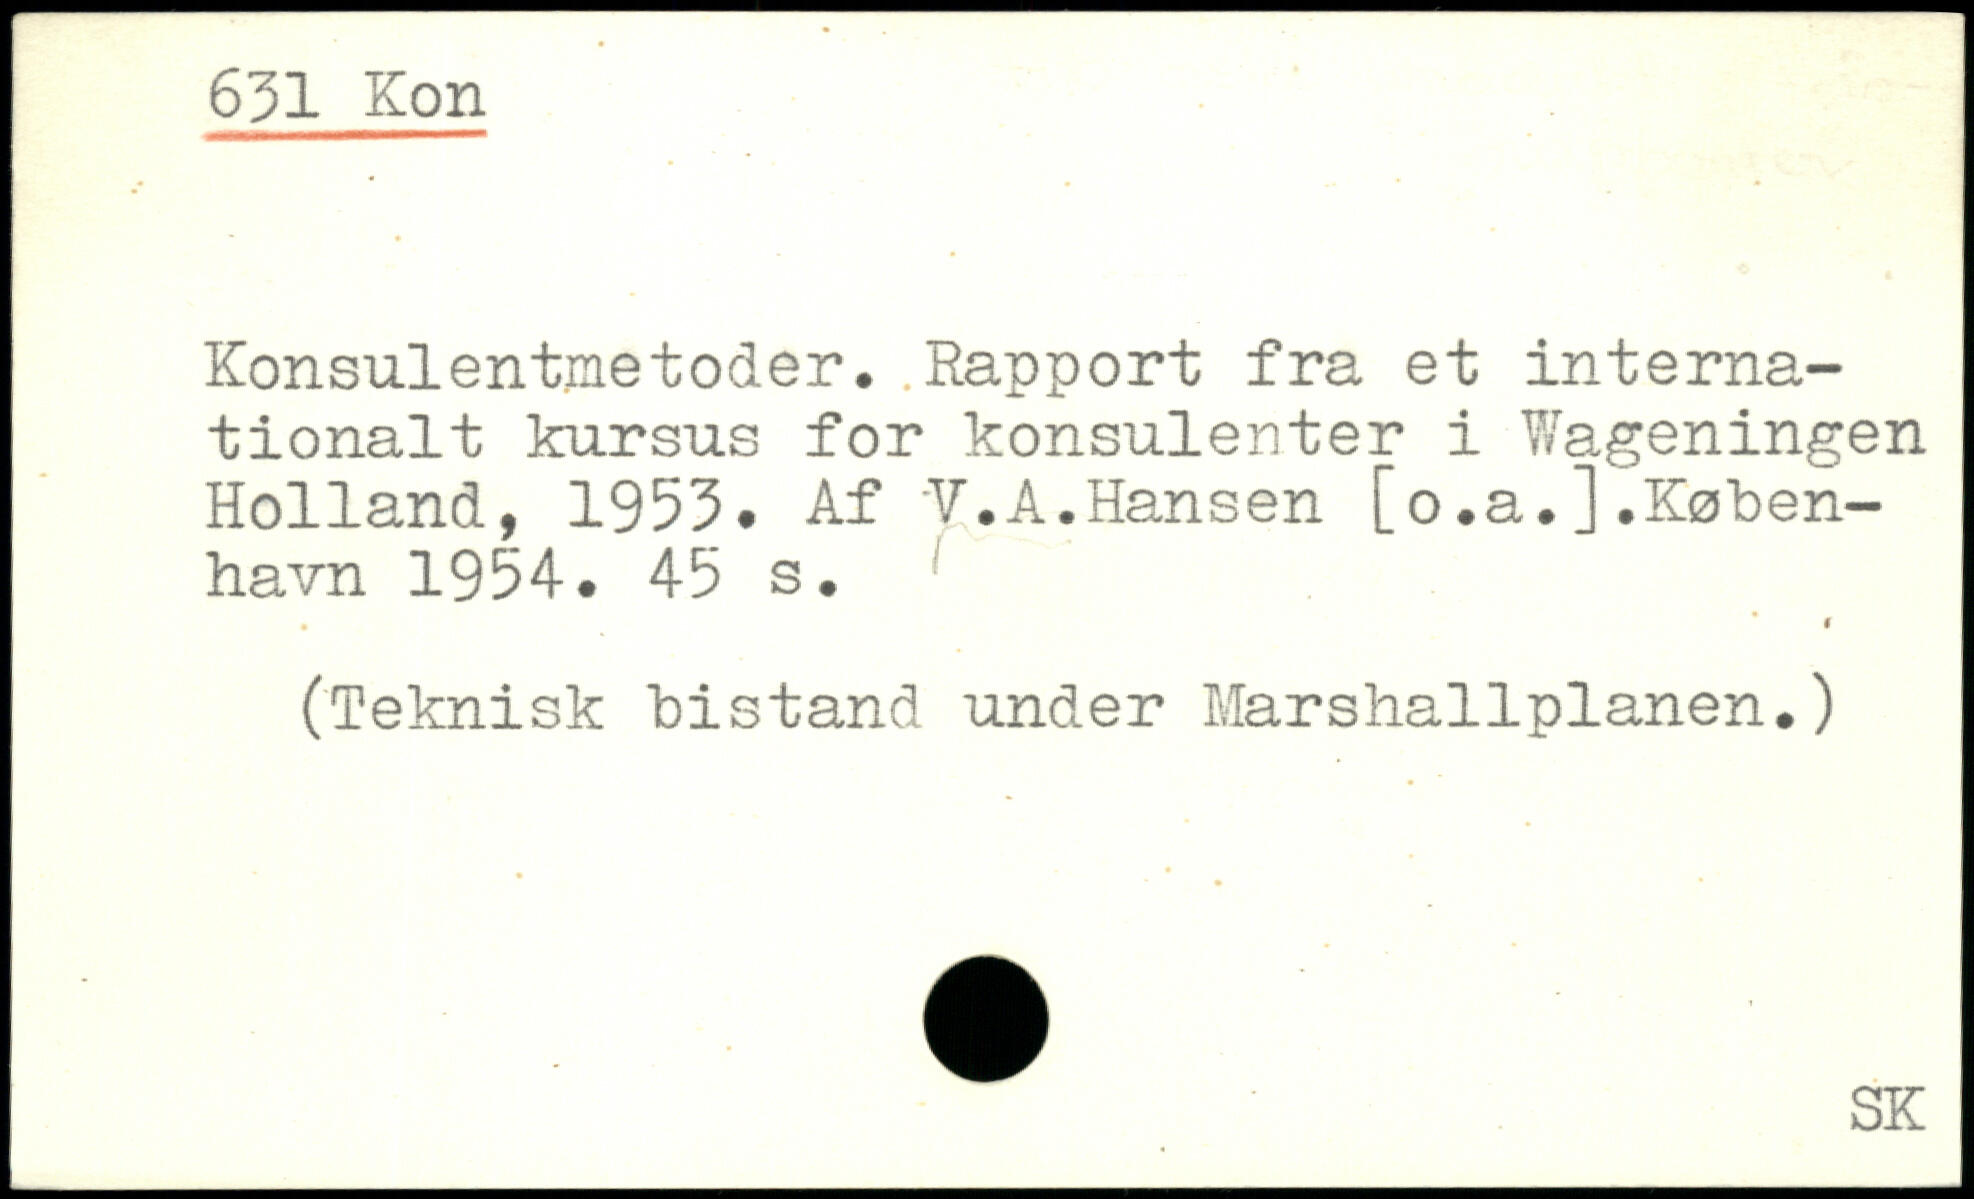 631 Kon
Konsulentmetoder. Rapport fra et interna-
tionalt kursus for konsulenter i Wageningen
Holland, 1953. Af V.A.Hansen [o.a.].Køben-
havn 1954. 45 s.
(Teknisk bistand under Marshallplanen.)
SK